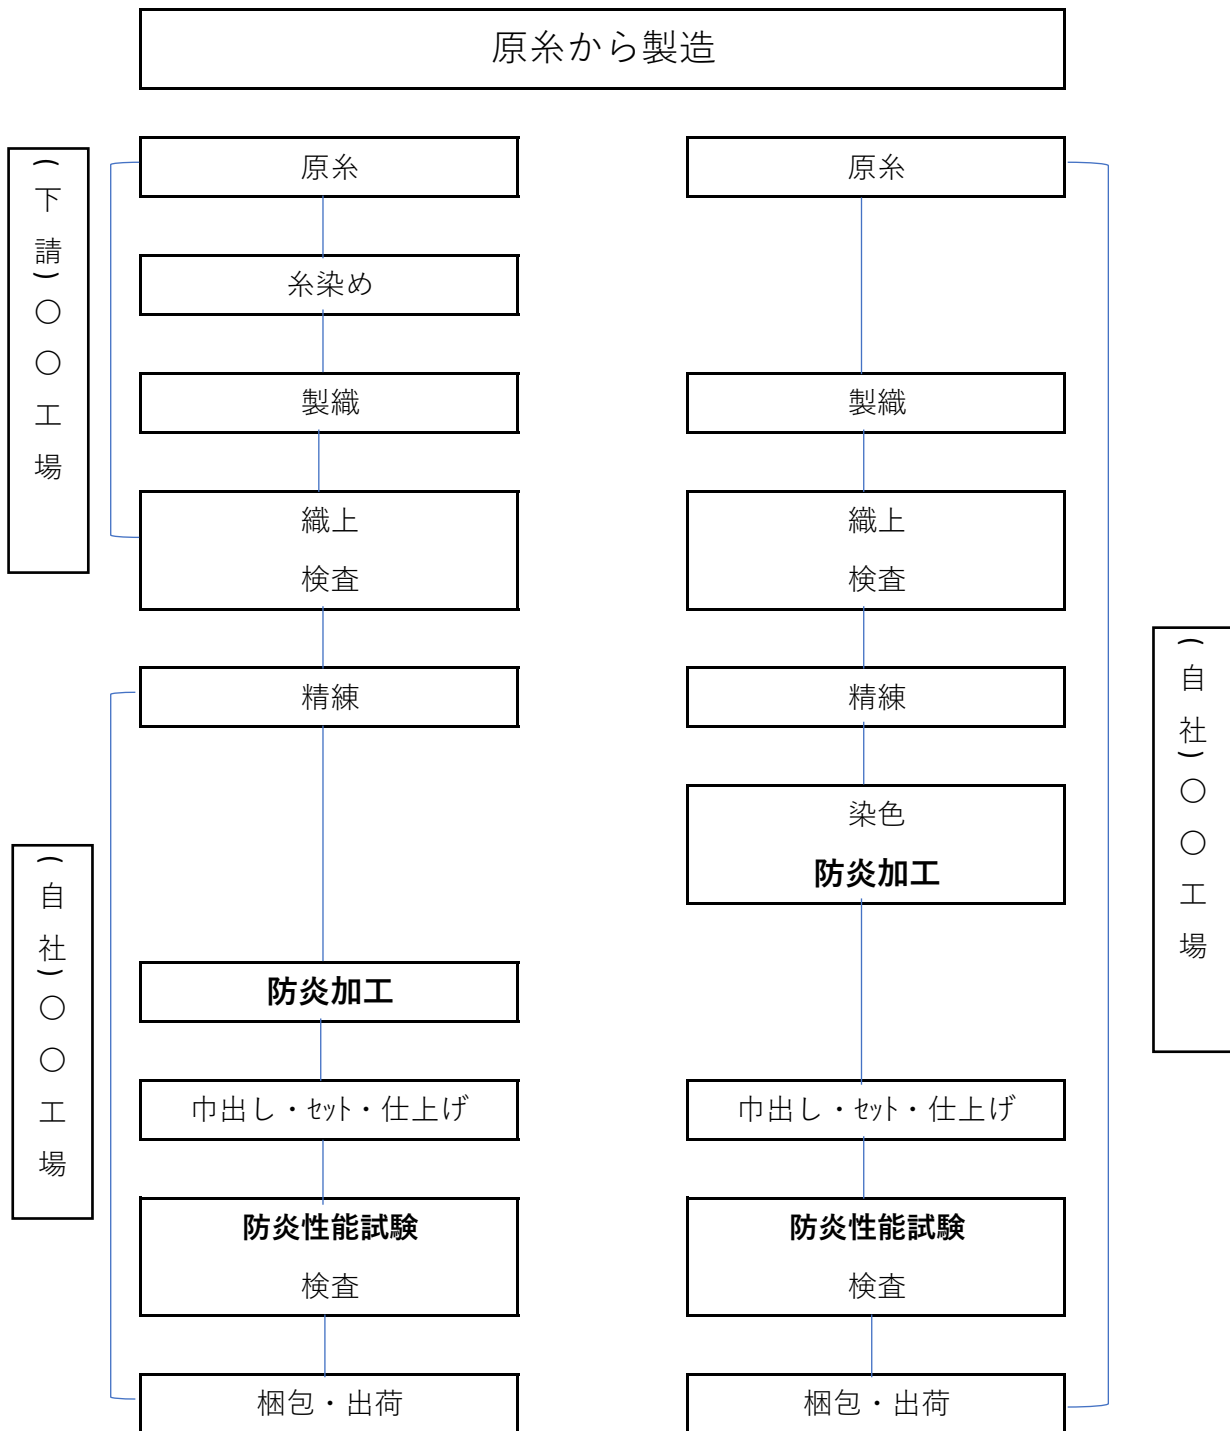 原糸から製造
(下請)〇〇工場
原糸
糸染め
製織
織上
検査
精練
防炎加工
巾出し・ｾｯﾄ・仕上げ
防炎性能試験
検査
梱包・出荷
(自社)〇〇工場
原糸
製織
織上
検査
精練
染色
防炎加工
巾出し・ｾｯﾄ・仕上げ
防炎性能試験
検査
梱包・出荷
(自社)〇〇工場